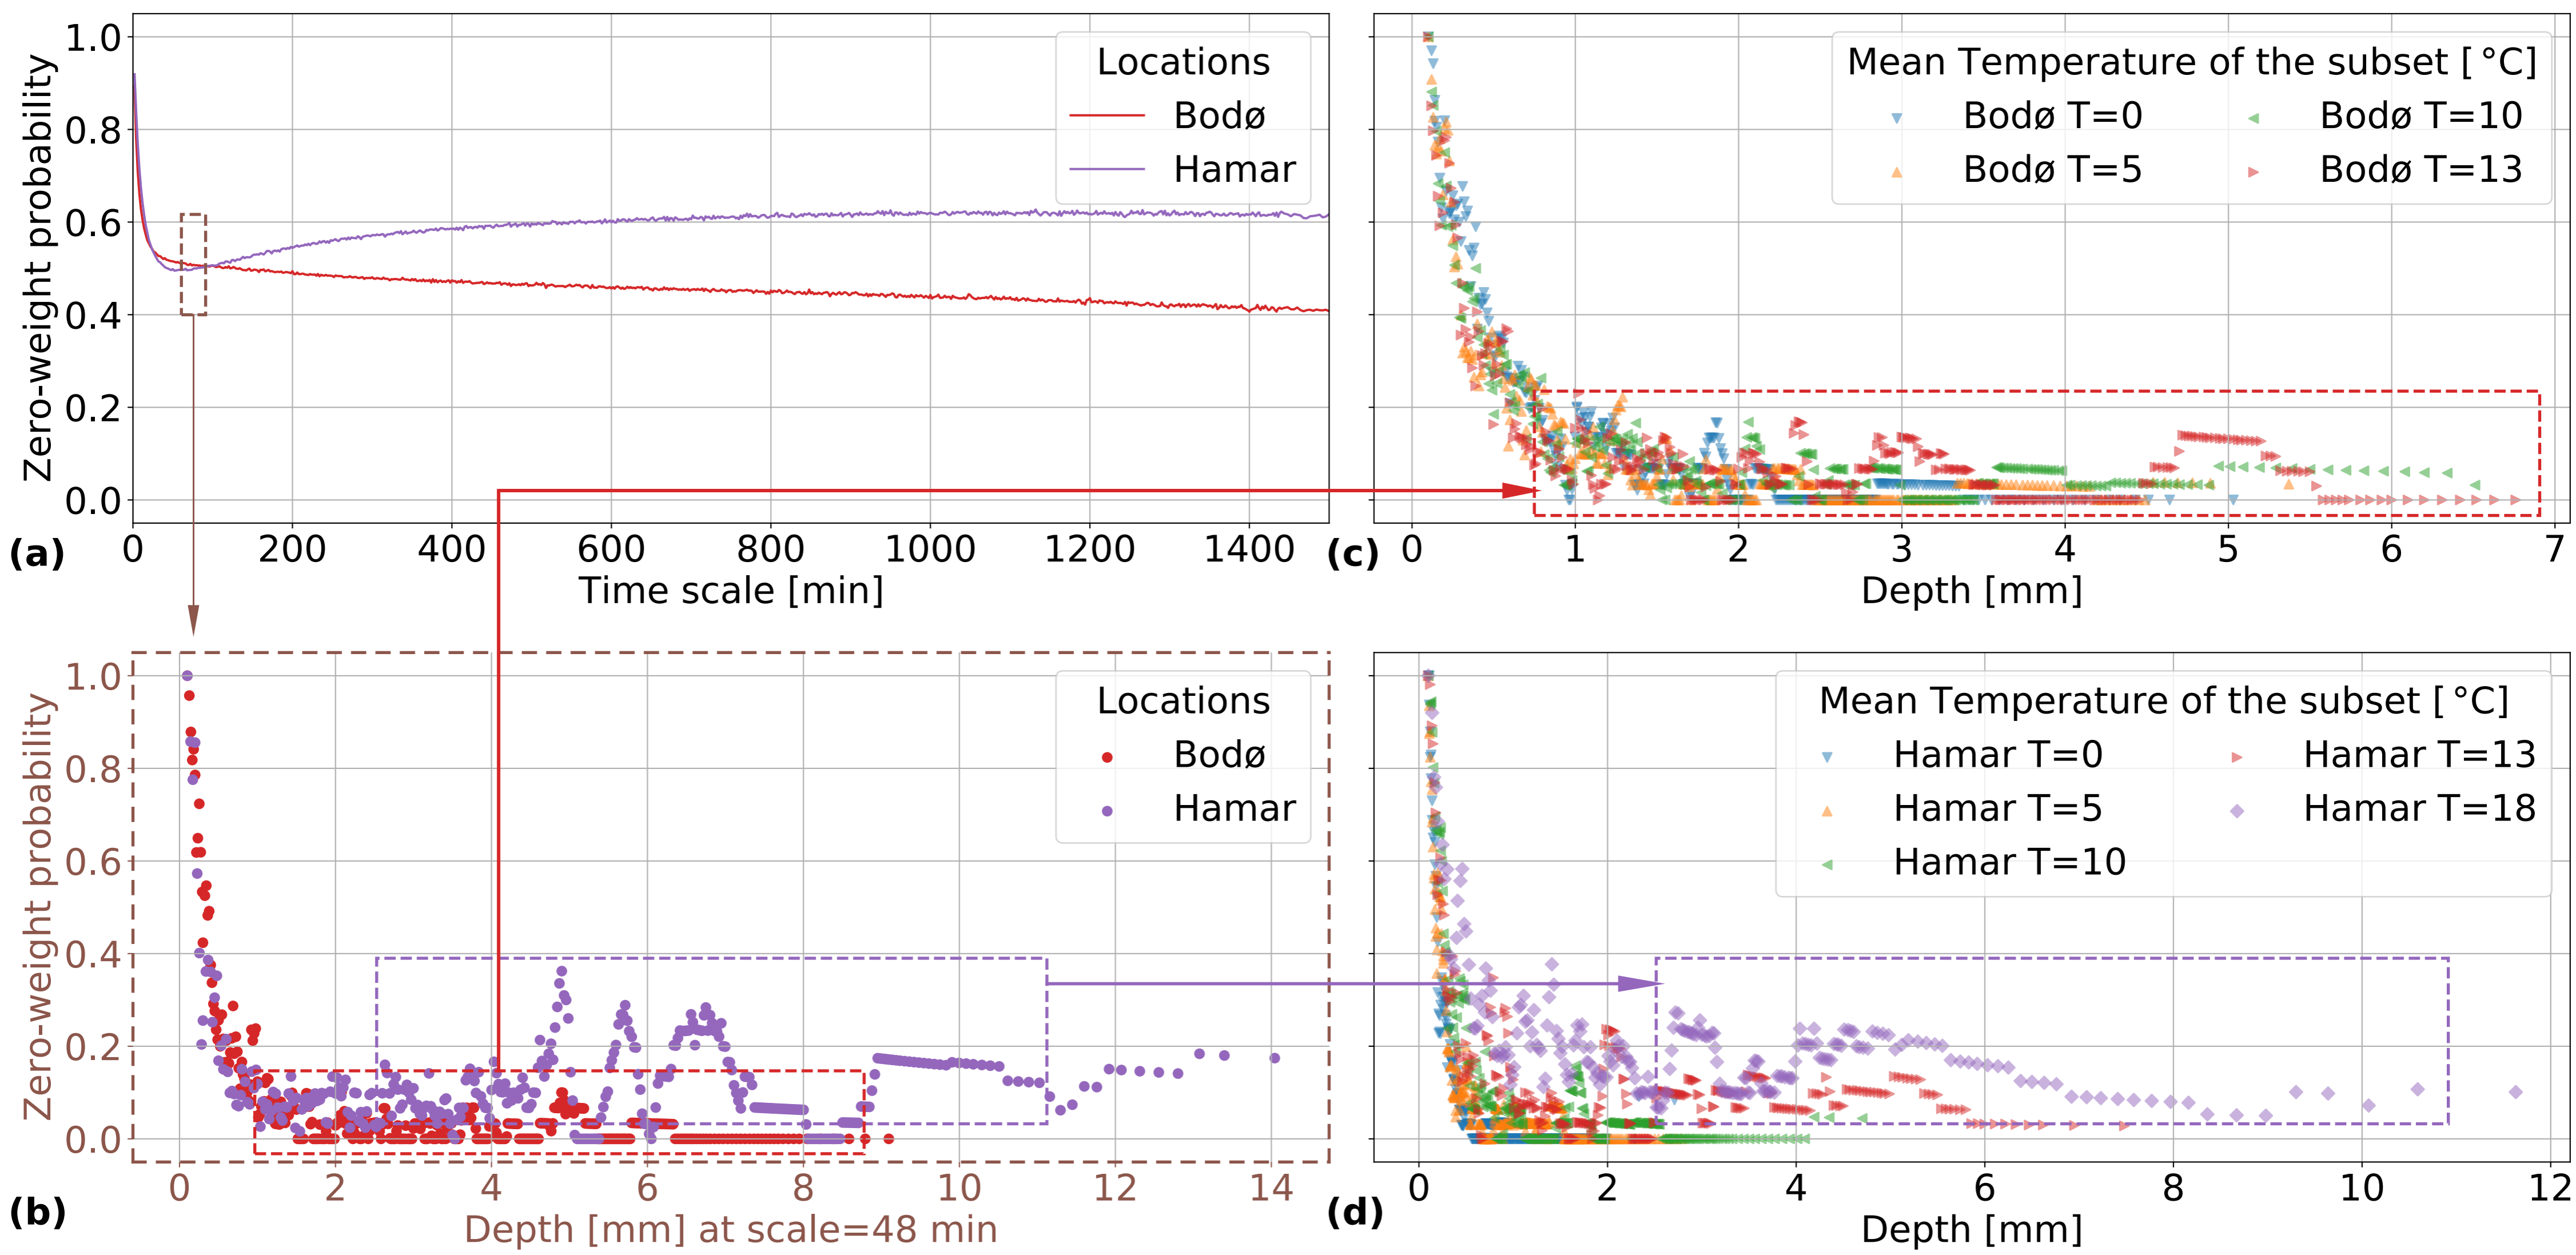 Zero-weight probability
1.0
0.8
0.6
0.4
0.2
0.0
Locations
Bodø
Hamar
0 200 400 600 800 1000 1200 1400
Time scale [min]
(a)
Mean Temperature of the subset [°C]
Bodø T=0 Bodø T=10
Bodø T=5 Bodø T=13
0 1 2 3 4 5 6 7
Depth [mm]
(c)
Zero-weight probability
1.0
0.8
0.6
0.4
0.2
0.0
Locations
Bodø
Hamar
0 2 4 6 8 10 12 14
Depth [mm] at scale=48 min
(b)
Mean Temperature of the subset [°C]
Hamar T=0 Hamar T=13
Hamar T=5 Hamar T=18
Hamar T=10
0 2 4 6 8 10 12
Depth [mm]
(d)